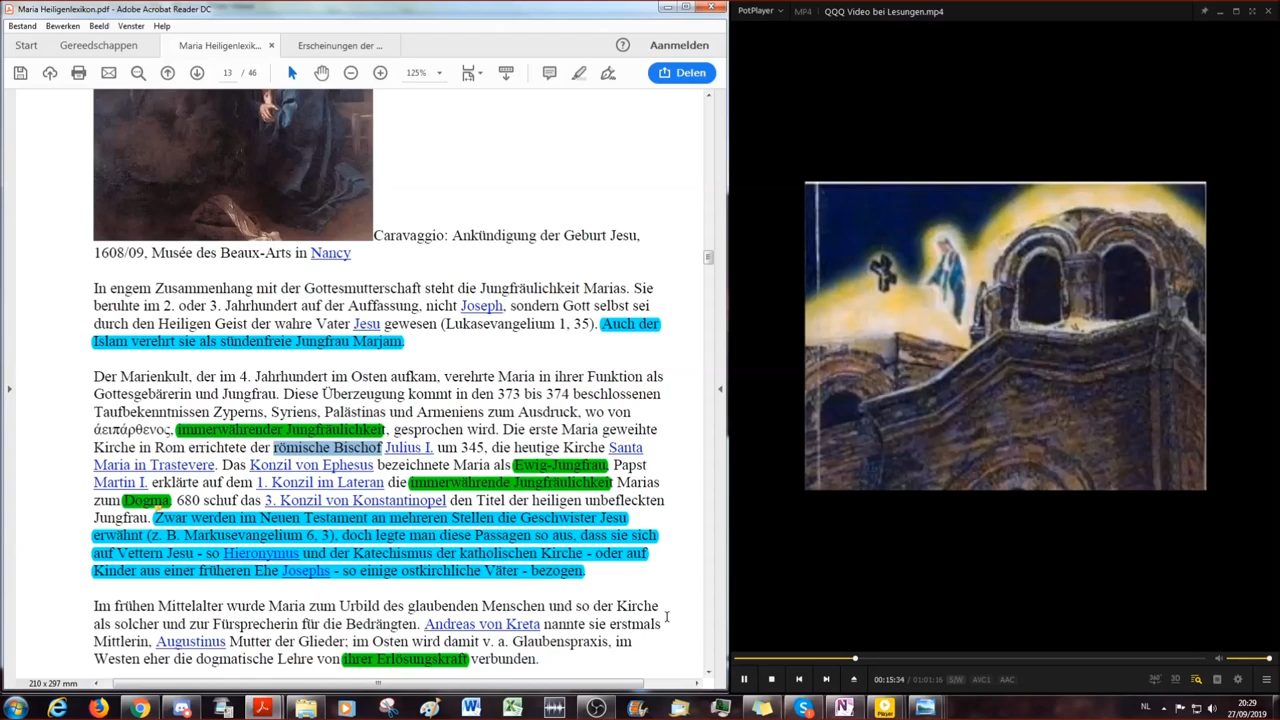 Maria Heiligenlexikon.pdf - Adobe Acrobat Reader DC
Bestand Bewerken Beeld Venster Help
Start Gereedschappen Maria Heiligenlexik... × Erscheinungen der ... Aanmelden
13 / 46 125% Delen
Caravaggio: Ankündigung der Geburt Jesu,
1608/09, Musée des Beaux-Arts in Nancy
In engem Zusammenhang mit der Gottesmutterschaft steht die Jungfräulichkeit Marias. Sie
beruhte im 2. oder 3. Jahrhundert auf der Auffassung, nicht Joseph, sondern Gott selbst sei
durch den Heiligen Geist der wahre Vater Jesu gewesen (Lukasevangelium 1, 35). Auch der
Islam verehrt sie als sündenfreie Jungfrau Marjam.
Der Marienkult, der im 4. Jahrhundert im Osten aufkam, verehrte Maria in ihrer Funktion als
Gottesgebärerin und Jungfrau. Diese Überzeugung kommt in den 373 bis 374 beschlossenen
Taufbekenntnissen Zyperns, Syriens, Palästinas und Armeniens zum Ausdruck, wo von
άειπάρθενος, immerwährender Jungfräulichkeit, gesprochen wird. Die erste Maria geweihte
Kirche in Rom errichtete der römische Bischof Julius I. um 345, die heutige Kirche Santa
Maria in Trastevere. Das Konzil von Ephesus bezeichnete Maria als Ewig-Jungfrau. Papst
Martin I. erklärte auf dem 1. Konzil im Lateran die immerwährende Jungfräulichkeit Marias
zum Dogma. 680 schuf das 3. Konzil von Konstantinopel den Titel der heiligen unbefleckten
Jungfrau. Zwar werden im Neuen Testament an mehreren Stellen die Geschwister Jesu
erwähnt (z. B. Markusevangelium 6, 3), doch legte man diese Passagen so aus, dass sie sich
auf Vettern Jesu - so Hieronymus und der Katechismus der katholischen Kirche - oder auf
Kinder aus einer früheren Ehe Josephs - so einige ostkirchliche Väter - bezogen.
Im frühen Mittelalter wurde Maria zum Urbild des glaubenden Menschen und so der Kirche
als solcher und zur Fürsprecherin für die Bedrängten. Andreas von Kreta nannte sie erstmals
Mittlerin, Augustinus Mutter der Glieder; im Osten wird damit v. a. Glaubenspraxis, im
Westen eher die dogmatische Lehre von ihrer Erlösungskraft verbunden.
210 x 297 mm
PotPlayer MP4 QQQ Video bei Lesungen.mp4
00:15:34 / 01:01:16 S/W AVC1 AAC
NL 20:29
27/09/2019